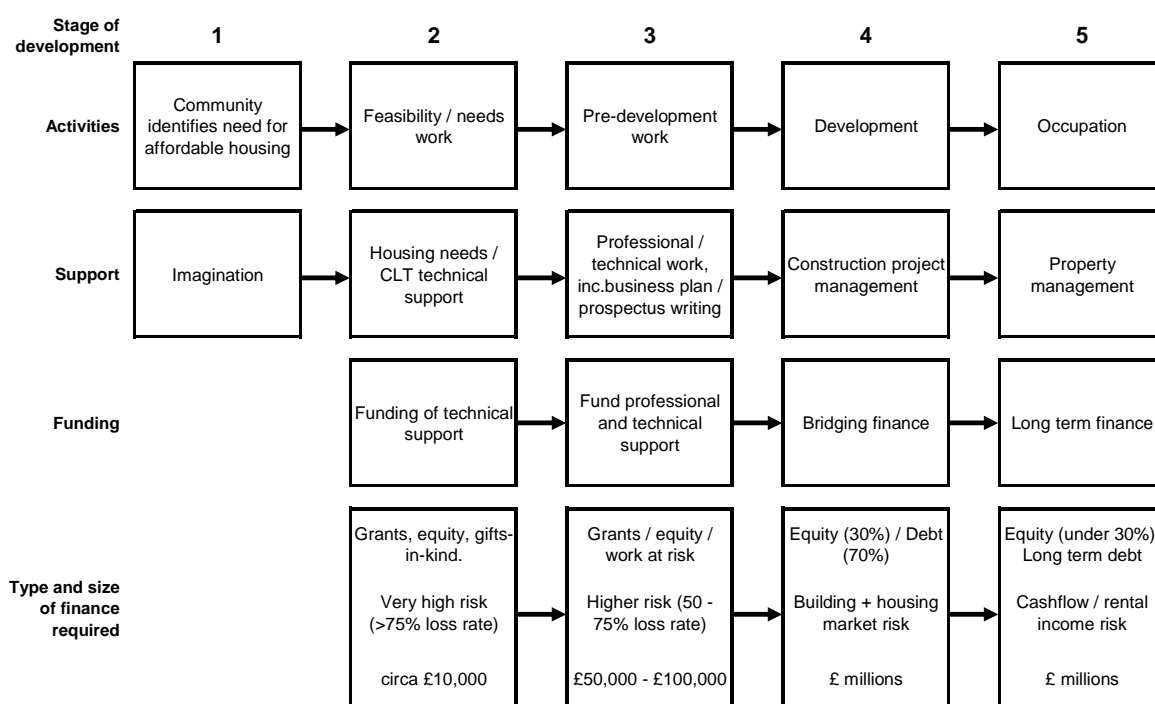 Stage of
development
1
2
3
4
5
Activities
Community
identifies need for
affordable housing
Feasibility / needs
work
Pre-development
work
Development
Occupation
Support
Imagination
Housing needs /
CLT technical
support
Professional /
technical work,
inc.business plan /
prospectus writing
Construction project
management
Property
management
Funding
Funding of technical
support
Fund professional
and technical
support
Bridging finance
Long term finance
Type and size
of finance
required
Grants, equity, gifts-
in-kind.
Very high risk
(>75% loss rate)
circa £10,000
Grants / equity /
work at risk
Higher risk (50 -
75% loss rate)
£50,000 - £100,000
Equity (30%) / Debt
(70%)
Building + housing
market risk
£ millions
Equity (under 30%)
Long term debt
Cashflow / rental
income risk
£ millions